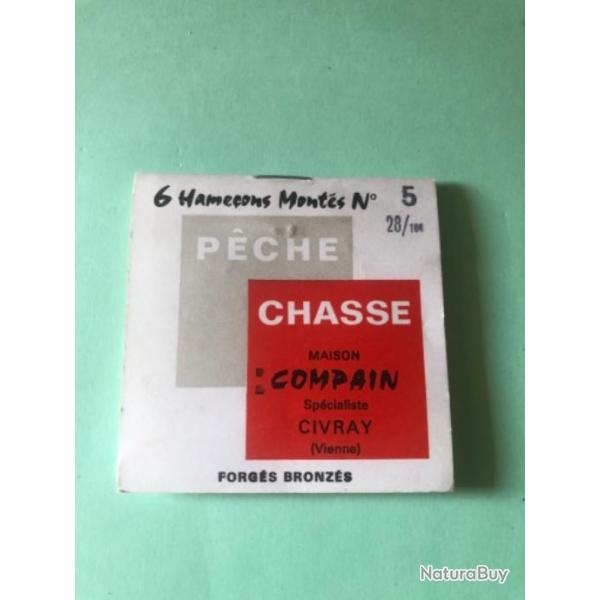 6 Hameçons Montés N° 5
28/100
PÊCHE
CHASSE
MAISON
COMPAIN
Spécialiste
CIVRAY
(Vienne)
FORGÉS BRONZÉS
NaturaBuy